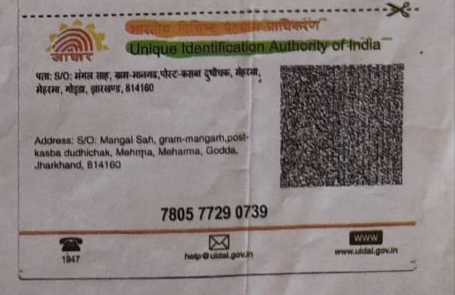 भारतीय विशिष्ट पहचान प्राधिकरण
Unique Identification Authority of India
आधार
पता: S/O: मंगल साह, ग्राम-मानगढ,पोस्ट-कसबा दुधीचक, मेहरमा,
मेहरमा, गोड्डा, झारखण्ड, 814160
Address: S/O: Mangal Sah, gram-mangarh,post-
kasba dudhichak, Mehrma, Meharma, Godda,
Jharkhand, 814160
7805 7729 0739
1947
help@uidai.gov.in
www
www.uidai.gov.in